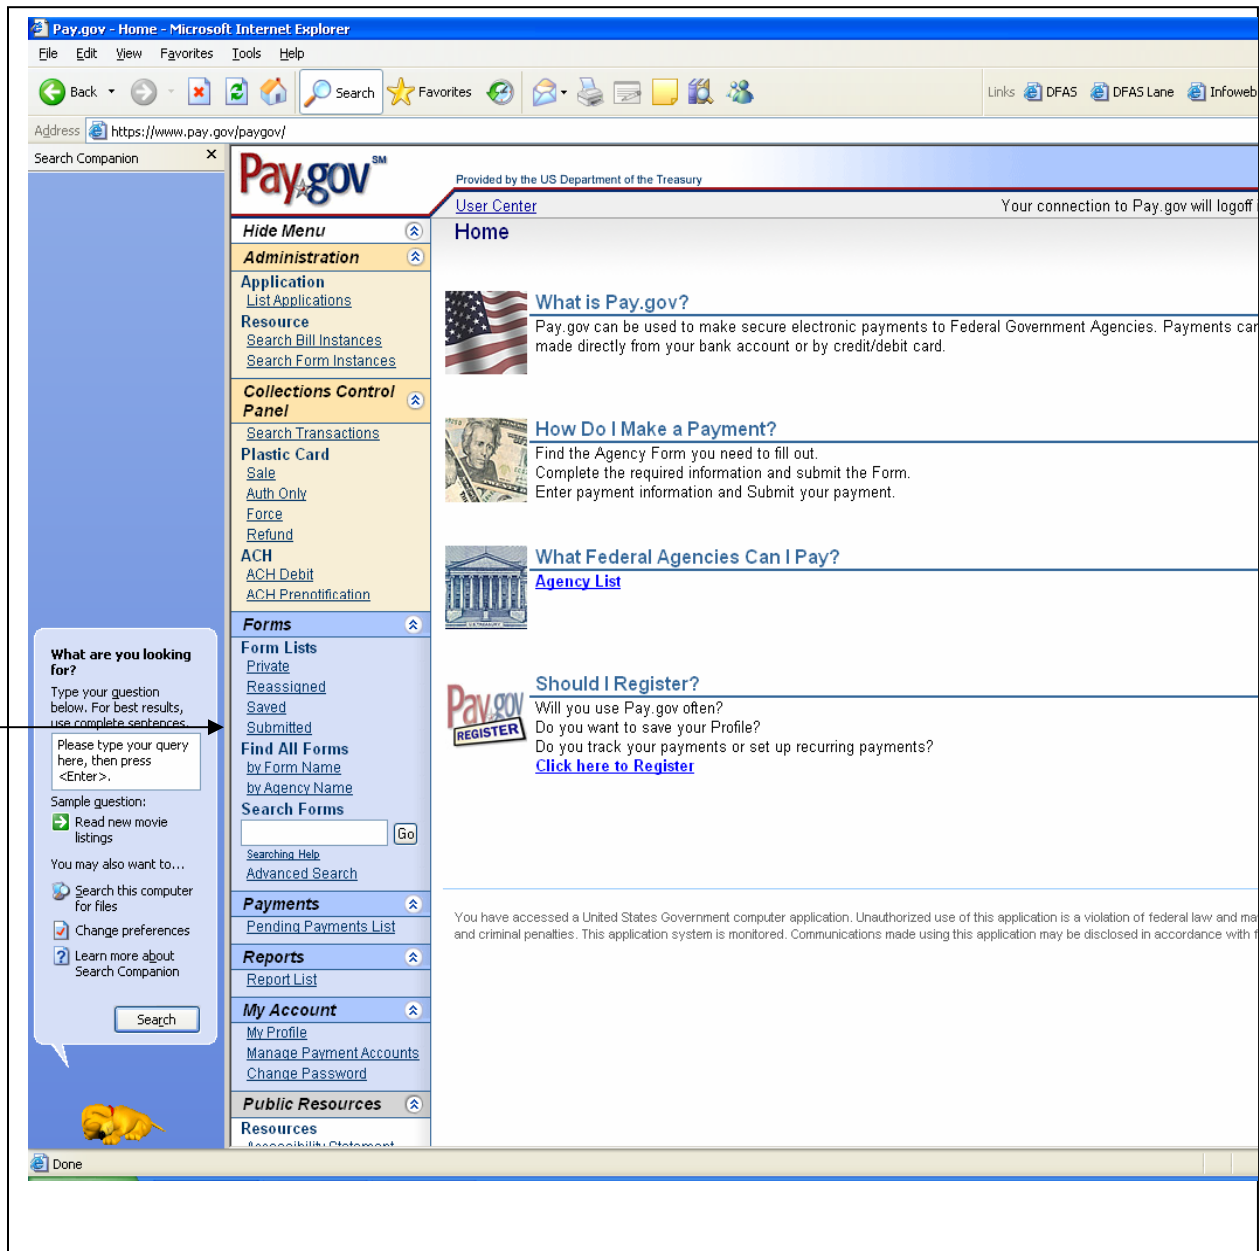 Pay.gov - Home - Microsoft Internet Explorer
File Edit View Favorites Tools Help
Back Search Favorites Links DFAS DFAS Lane Infoweb
Address https://www.pay.gov/paygov/
Search Companion
What are you looking
for?
Type your question
below. For best results,
use complete sentences.
Please type your query
here, then press
<Enter>.
Sample question:
Read new movie
listings
You may also want to...
Search this computer
for files
Change preferences
Learn more about
Search Companion
Search
Pay.gov SM
Provided by the US Department of the Treasury
User Center Your connection to Pay.gov will logoff
Hide Menu
Administration
Application
List Applications
Resource
Search Bill Instances
Search Form Instances
Collections Control
Panel
Search Transactions
Plastic Card
Sale
Auth Only
Force
Refund
ACH
ACH Debit
ACH Prenotification
Forms
Form Lists
Private
Reassigned
Saved
Submitted
Find All Forms
by Form Name
by Agency Name
Search Forms
Go
Searching Help
Advanced Search
Payments
Pending Payments List
Reports
Report List
My Account
My Profile
Manage Payment Accounts
Change Password
Public Resources
Resources
Accessibility Statement
Home
What is Pay.gov?
Pay.gov can be used to make secure electronic payments to Federal Government Agencies. Payments can
made directly from your bank account or by credit/debit card.
How Do I Make a Payment?
Find the Agency Form you need to fill out.
Complete the required information and submit the Form.
Enter payment information and Submit your payment.
What Federal Agencies Can I Pay?
Agency List
Pay.gov
REGISTER
Should I Register?
Will you use Pay.gov often?
Do you want to save your Profile?
Do you track your payments or set up recurring payments?
Click here to Register
You have accessed a United States Government computer application. Unauthorized use of this application is a violation of federal law and ma
and criminal penalties. This application system is monitored. Communications made using this application may be disclosed in accordance with f
Done